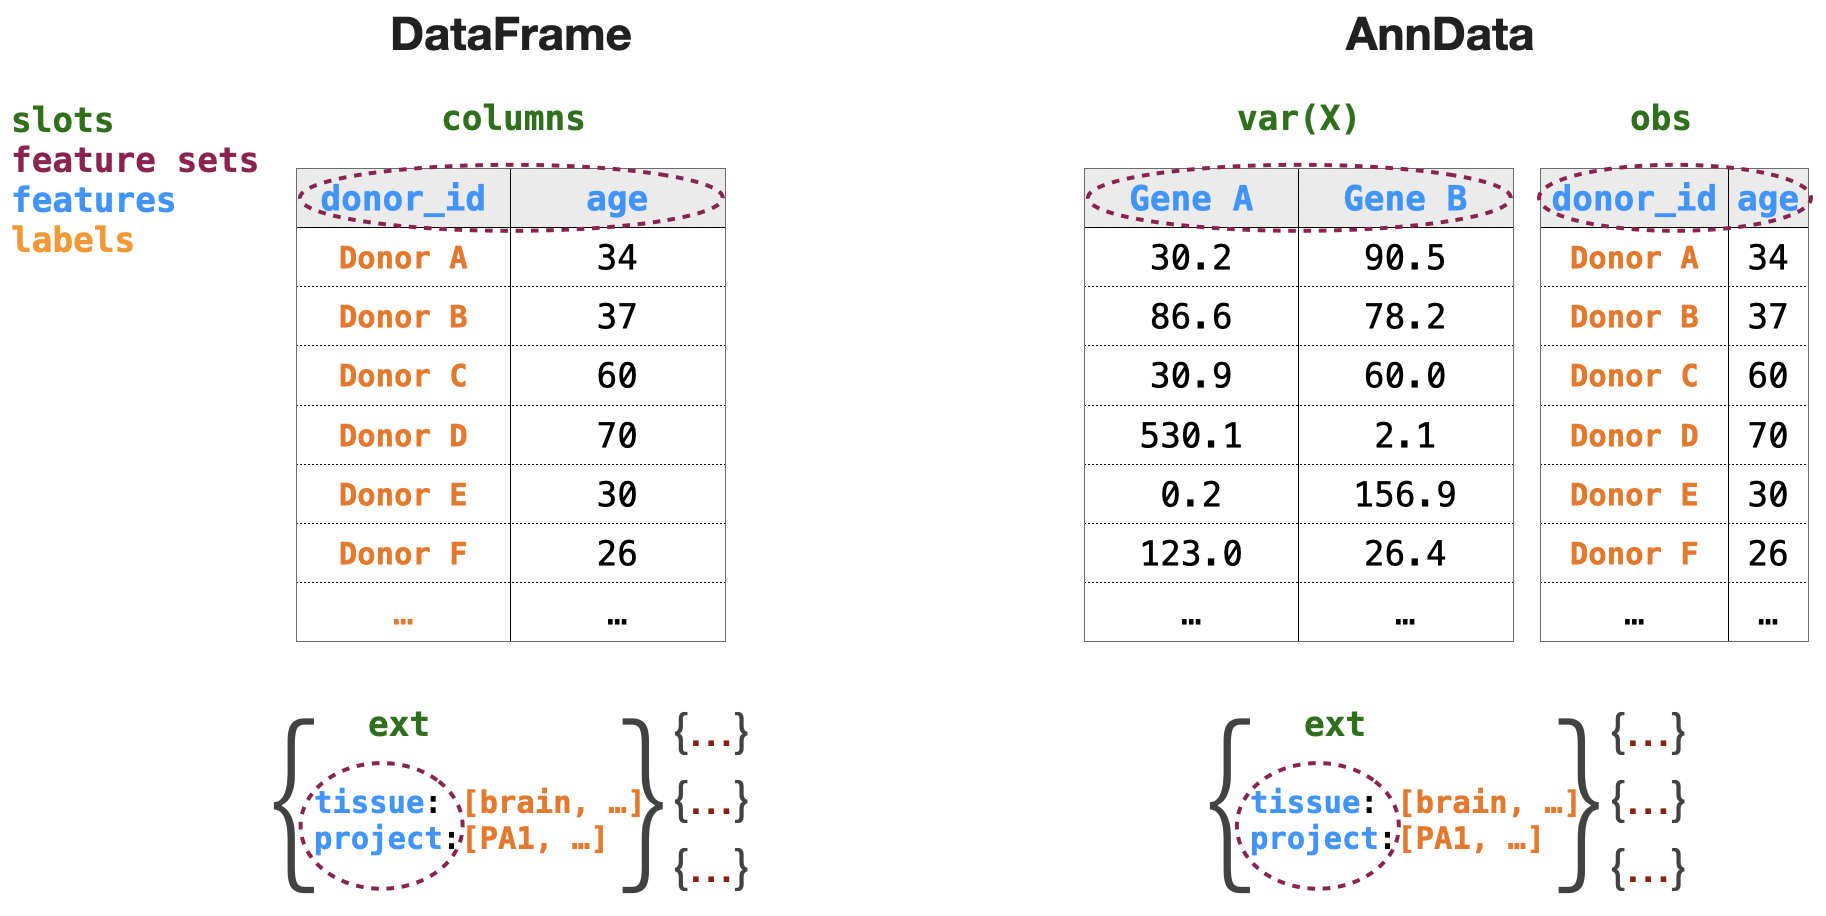 DataFrame
AnnData
slots
feature sets
features
labels
columns
donor_id age
Donor A 34
Donor B 37
Donor C 60
Donor D 70
Donor E 30
Donor F 26
… …
var(X)
Gene A Gene B
30.2 90.5
86.6 78.2
30.9 60.0
530.1 2.1
0.2 156.9
123.0 26.4
… …
obs
donor_id age
Donor A 34
Donor B 37
Donor C 60
Donor D 70
Donor E 30
Donor F 26
… …
{ ext }
tissue: [brain, …]
project:[PA1, …]
{...}
{...}
{...}
{ ext }
tissue: [brain, …]
project:[PA1, …]
{...}
{...}
{...}